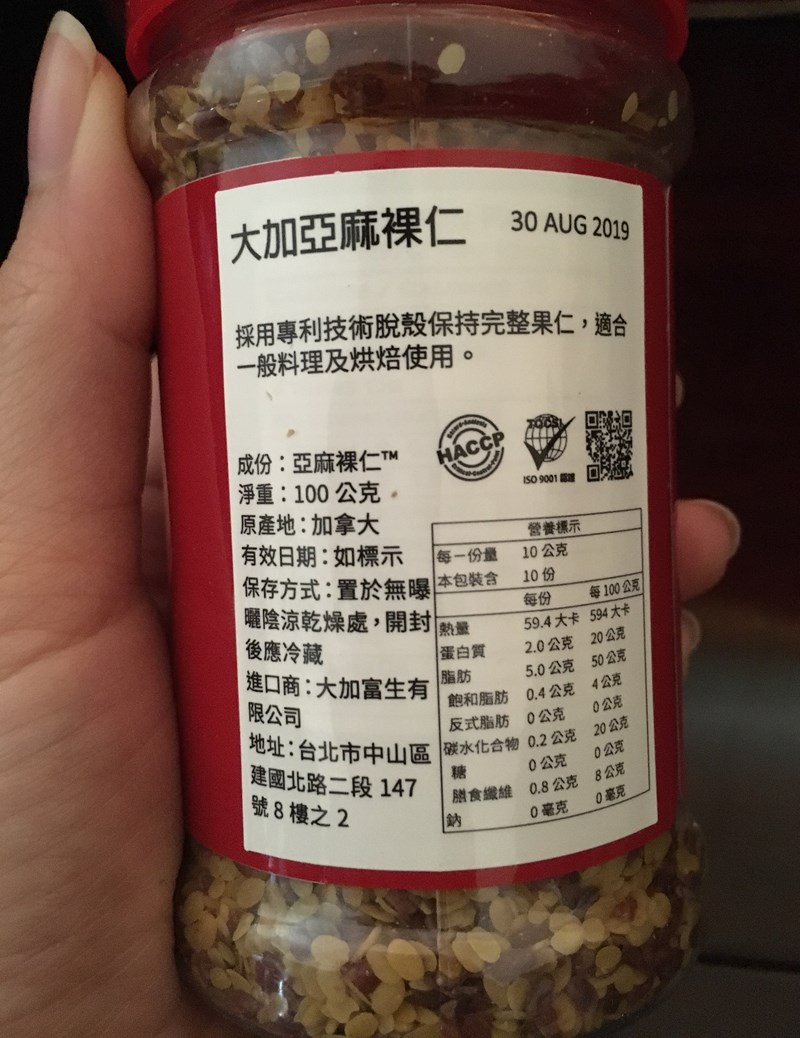 大加亞麻裸仁
30 AUG 2019
採用專利技術脫殼保持完整果仁，適合
一般料理及烘焙使用。
HACCP
ISO 9001 認證
成份：亞麻裸仁™
淨重：100 公克
原產地：加拿大
有效日期：如標示
保存方式：置於無曝
曬陰涼乾燥處，開封
後應冷藏
進口商：大加富生有
限公司
地址：台北市中山區
建國北路二段 147
號 8 樓之 2
營養標示
每一份量 10 公克
本包裝含 10 份
每份 每 100 公克
熱量 59.4 大卡 594 大卡
蛋白質 2.0 公克 20 公克
脂肪 5.0 公克 50 公克
飽和脂肪 0.4 公克 4 公克
反式脂肪 0 公克 0 公克
碳水化合物 0.2 公克 20 公克
糖 0 公克 0 公克
膳食纖維 0.8 公克 8 公克
鈉 0 毫克 0 毫克